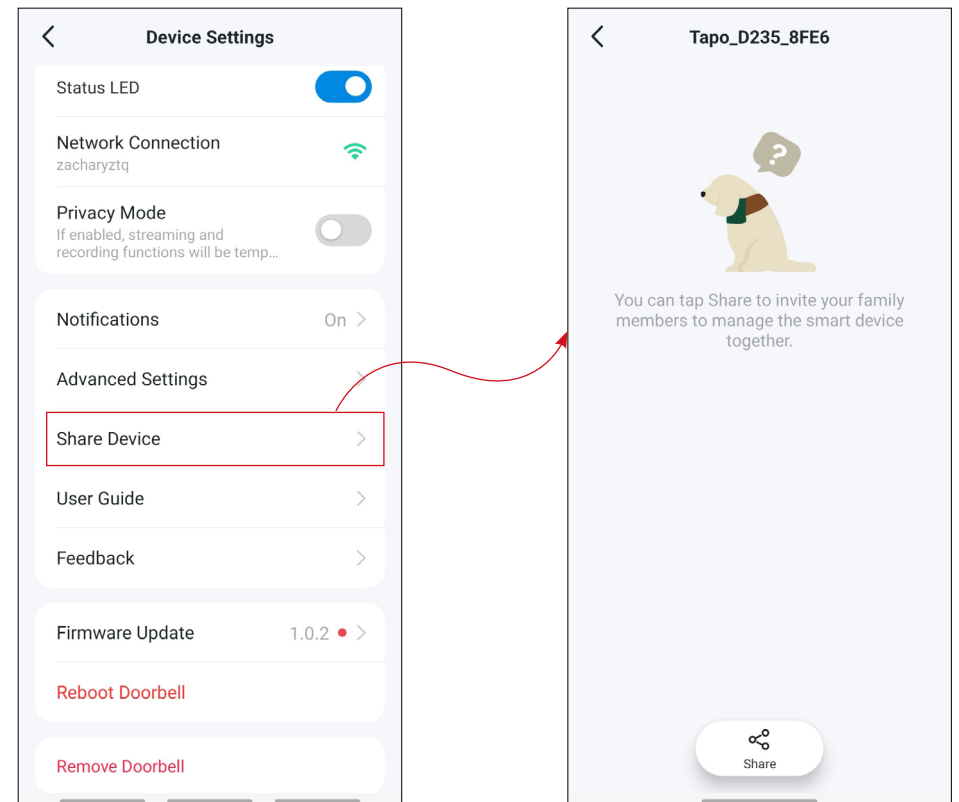 Device Settings
Status LED
Network Connection
zacharyztq
Privacy Mode
If enabled, streaming and
recording functions will be temp...
Notifications
On
Advanced Settings
Share Device
User Guide
Feedback
Firmware Update
1.0.2
Reboot Doorbell
Remove Doorbell
Tapo_D235_8FE6
?
You can tap Share to invite your family
members to manage the smart device
together.
Share